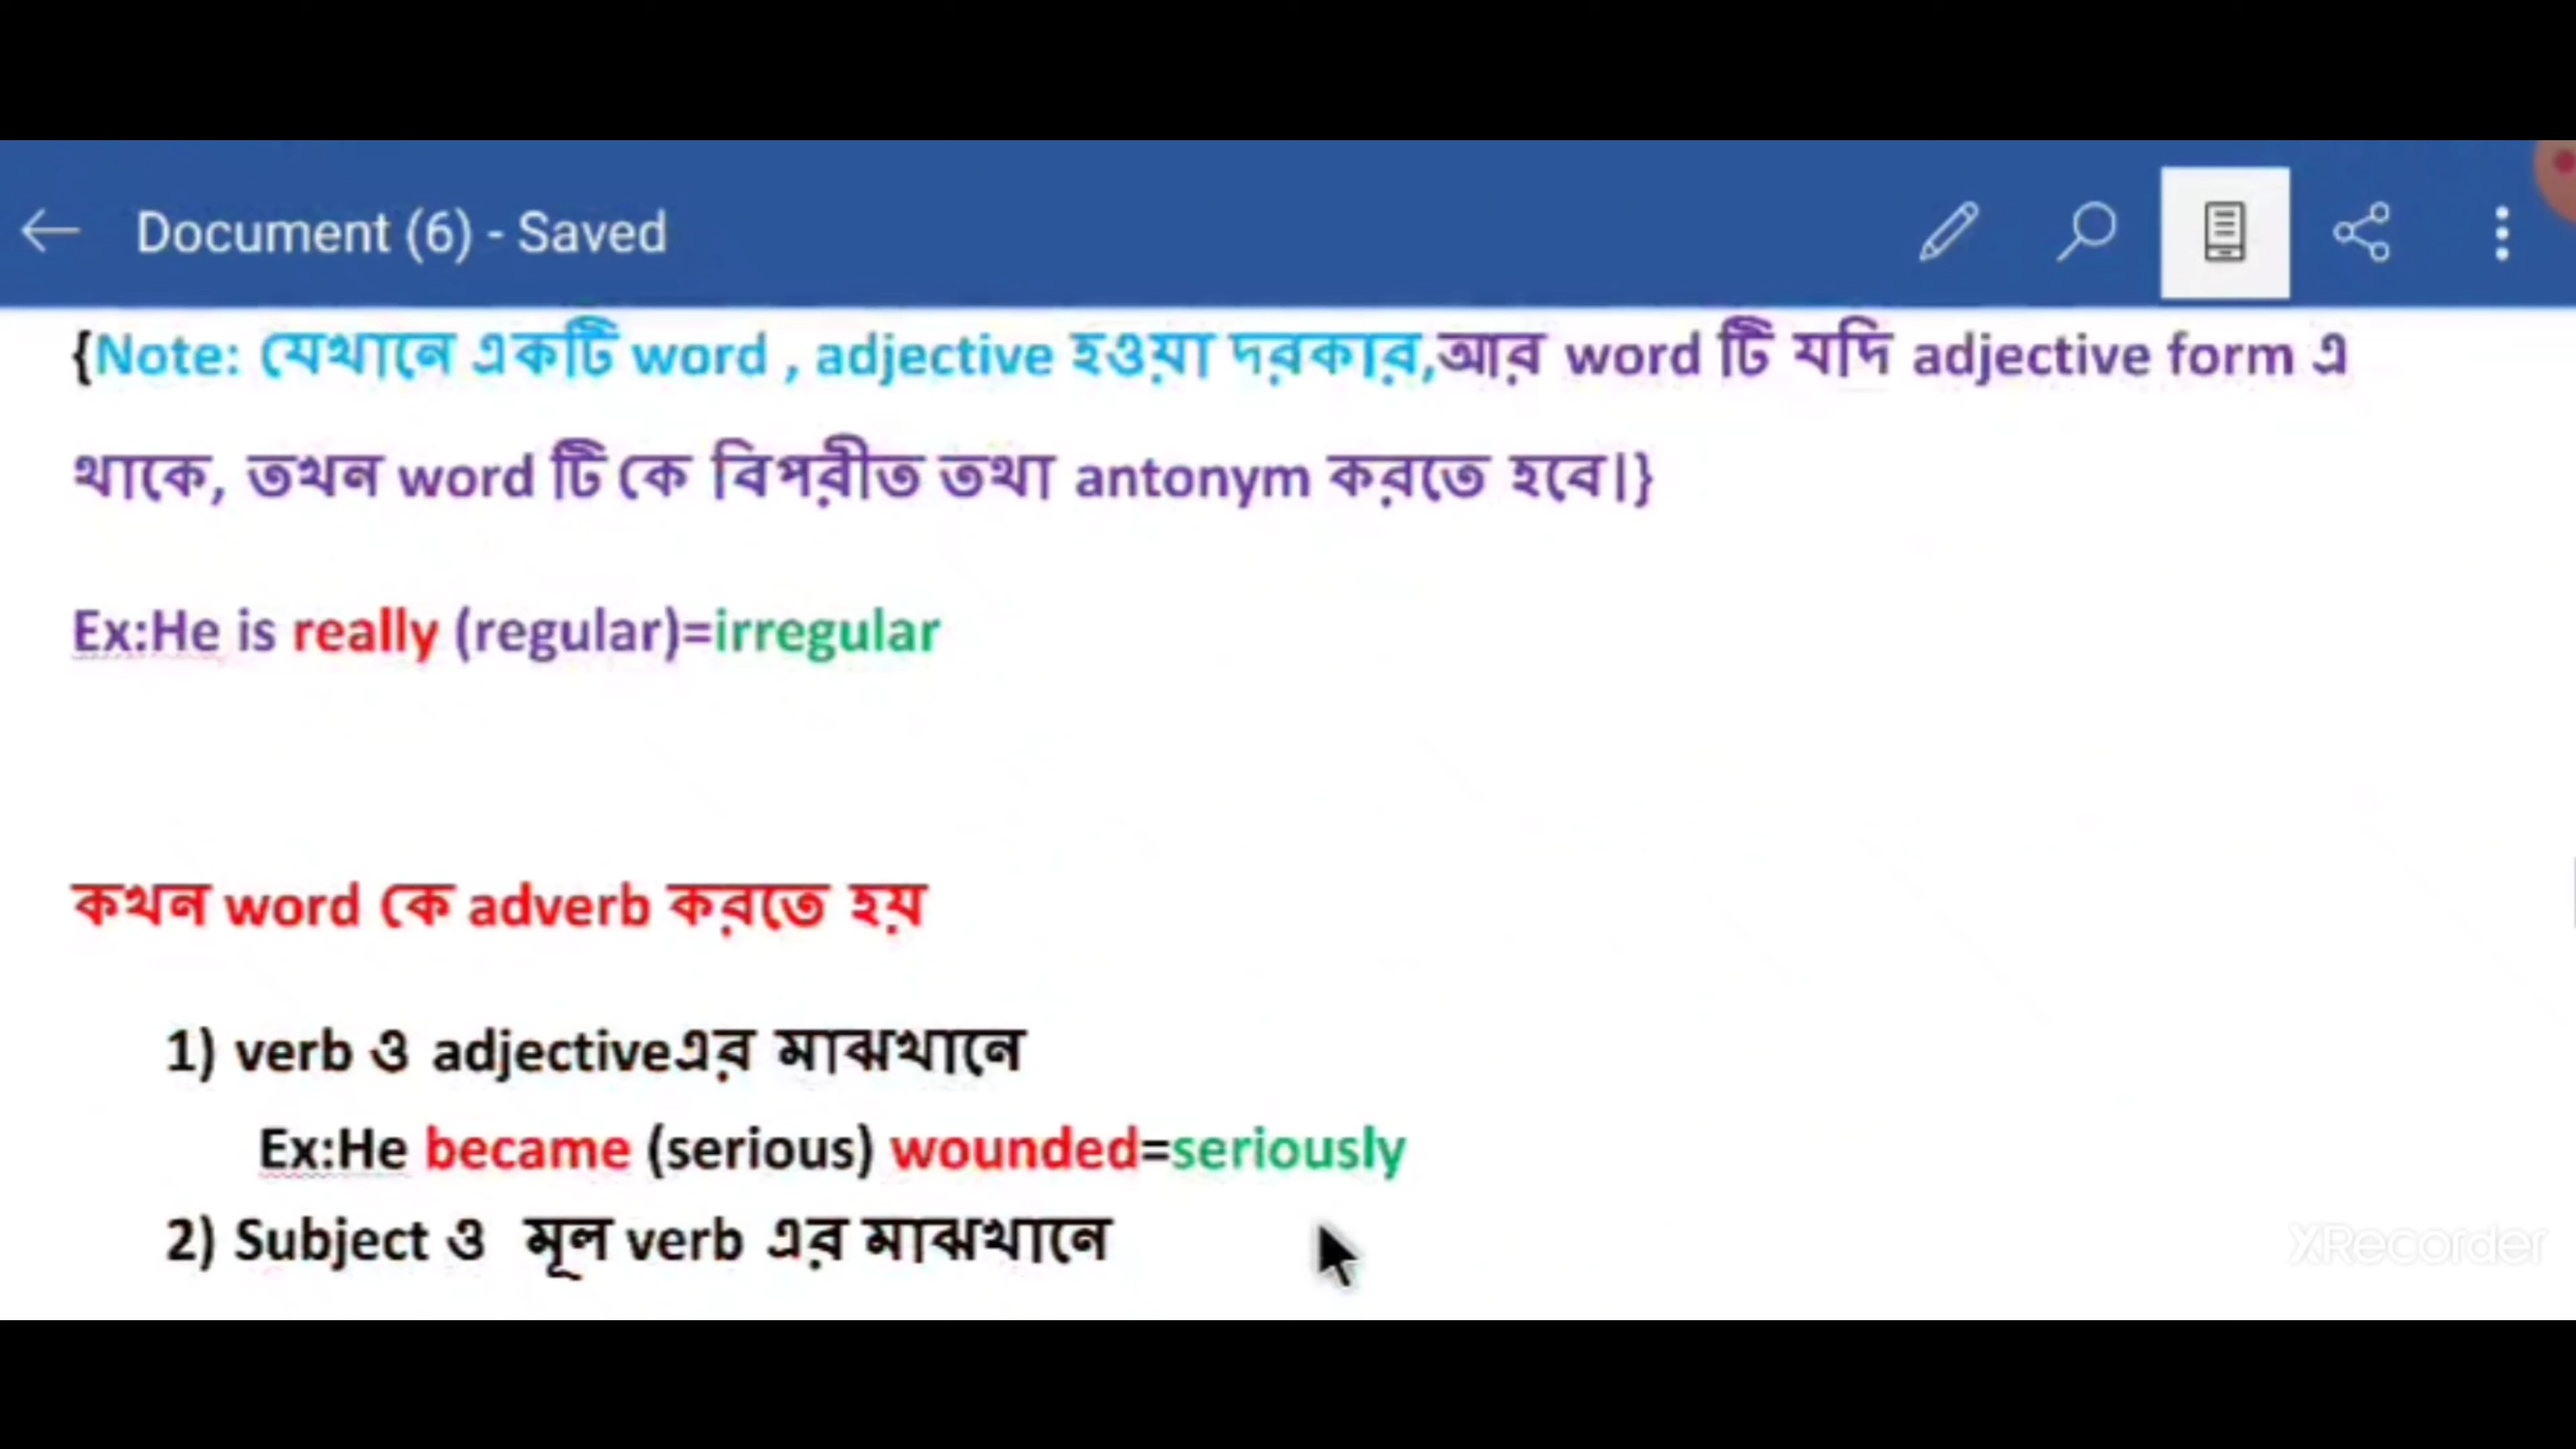 Document (6) - Saved
{Note: যেখানে একটি word , adjective হওয়া দরকার,আর word টি যদি adjective form এ
থাকে, তখন word টি কে বিপরীত তথা antonym করতে হবে।}
Ex:He is really (regular)=irregular
কখন word কে adverb করতে হয়
1) verb ও adjectiveএর মাঝখানে
Ex:He became (serious) wounded=seriously
2) Subject ও মূল verb এর মাঝখানে
XRecorder